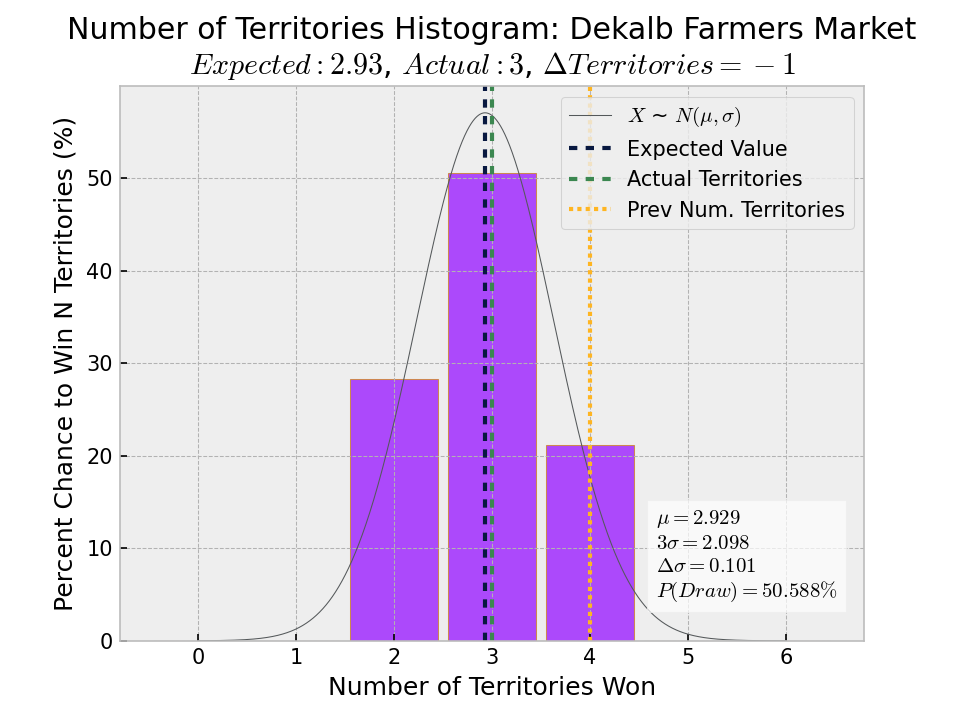 Number of Territories Histogram: Dekalb Farmers Market
Expected : 2.93, Actual : 3, ΔTerritories = −1
Percent Chance to Win N Territories (%)
50
40
30
20
10
0
X ~ N(μ, σ)
Expected Value
Actual Territories
Prev Num. Territories
μ = 2.929
3σ = 2.098
Δσ = 0.101
P(Draw) = 50.588%
0 1 2 3 4 5 6
Number of Territories Won